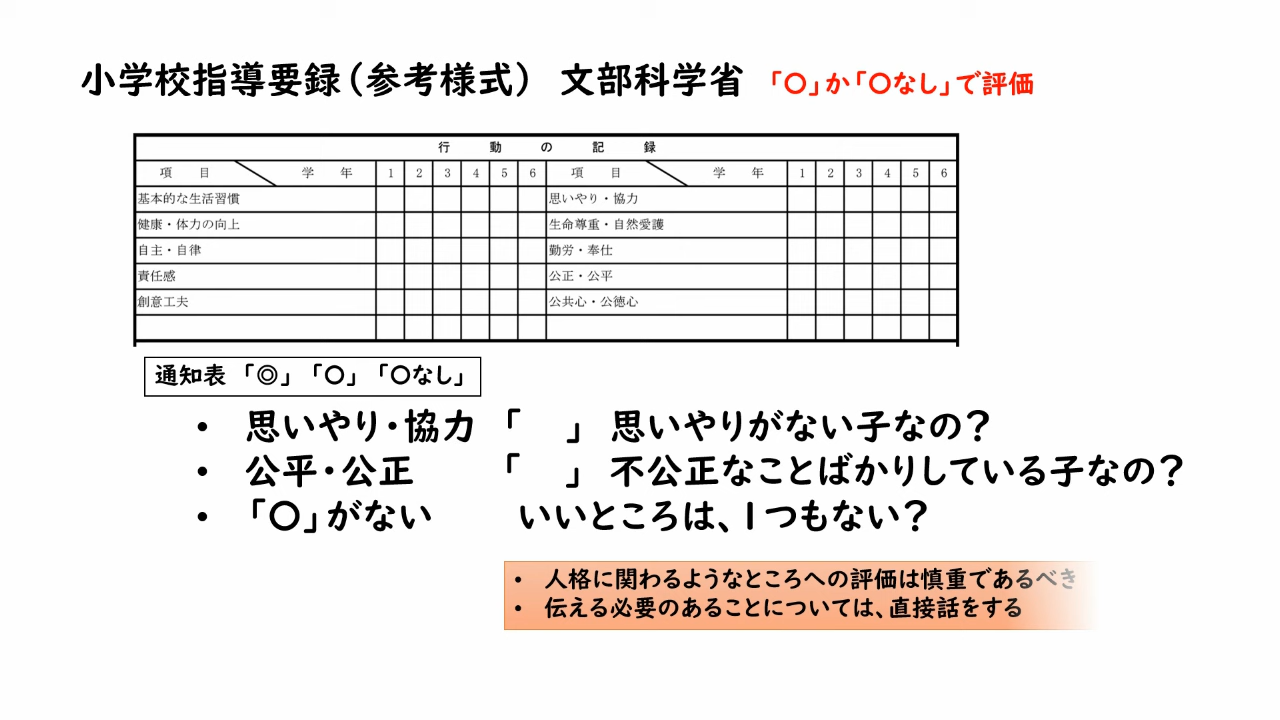 小学校指導要録（参考様式） 文部科学省 「〇」か「〇なし」で評価
行動の記録
項目 学年 1 2 3 4 5 6 項目 学年 1 2 3 4 5 6
基本的な生活習慣 思いやり・協力
健康・体力の向上 生命尊重・自然愛護
自主・自律 勤労・奉仕
責任感 公正・公平
創意工夫 公共心・公徳心
通知表 「◎」 「〇」 「〇なし」
• 思いやり・協力 「 」 思いやりがない子なの？
• 公平・公正 「 」 不公正なことばかりしている子なの？
• 「〇」がない いいところは、1つもない？
• 人格に関わるようなところへの評価は慎重であるべき
• 伝える必要のあることについては、直接話をする